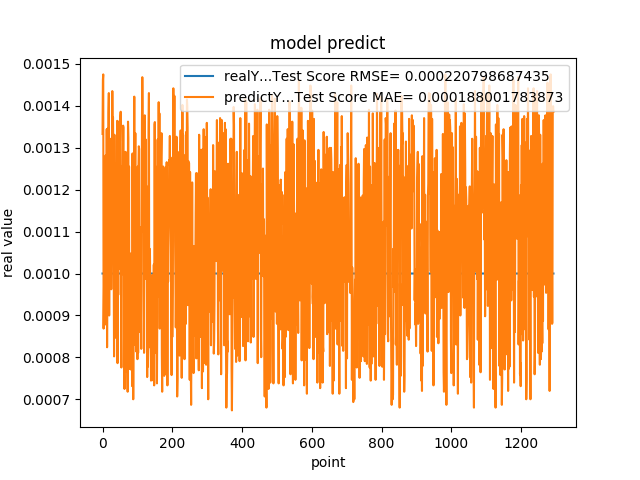 model predict
realY...Test Score RMSE= 0.000220798687435
predictY...Test Score MAE= 0.000188001783873
0.0015
0.0014
0.0013
0.0012
0.0011
0.0010
0.0009
0.0008
0.0007
real value
0 200 400 600 800 1000 1200
point